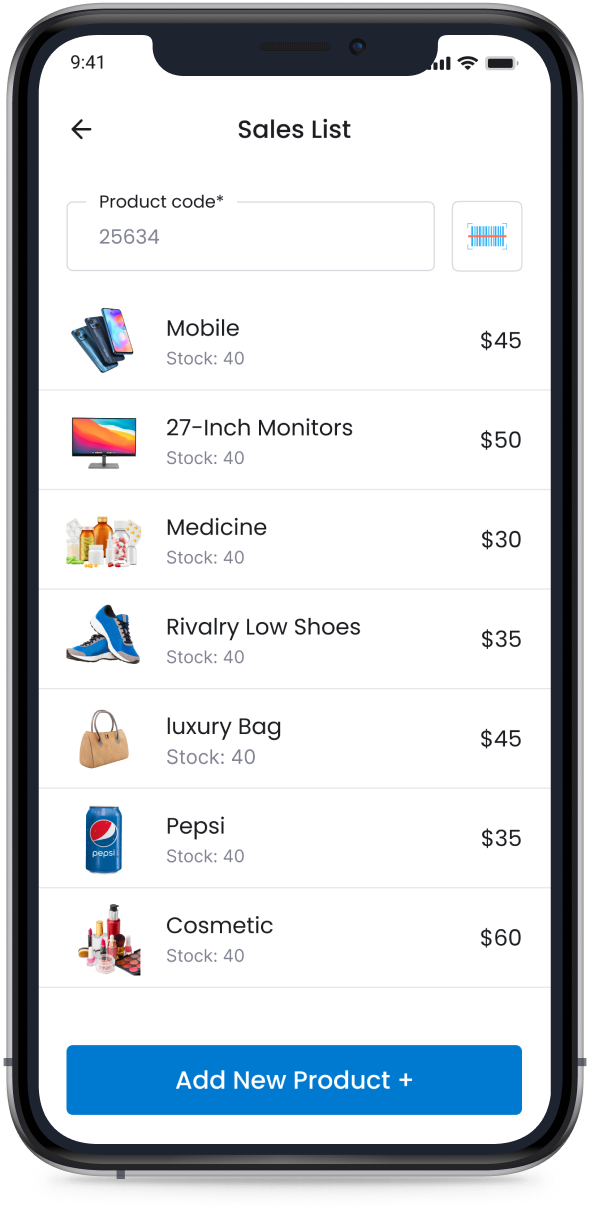 9:41
Sales List
Product code*
25634
Mobile
Stock: 40
$45
27-Inch Monitors
Stock: 40
$50
Medicine
Stock: 40
$30
Rivalry Low Shoes
Stock: 40
$35
luxury Bag
Stock: 40
$45
pepsi
Pepsi
Stock: 40
$35
Cosmetic
Stock: 40
$60
Add New Product +